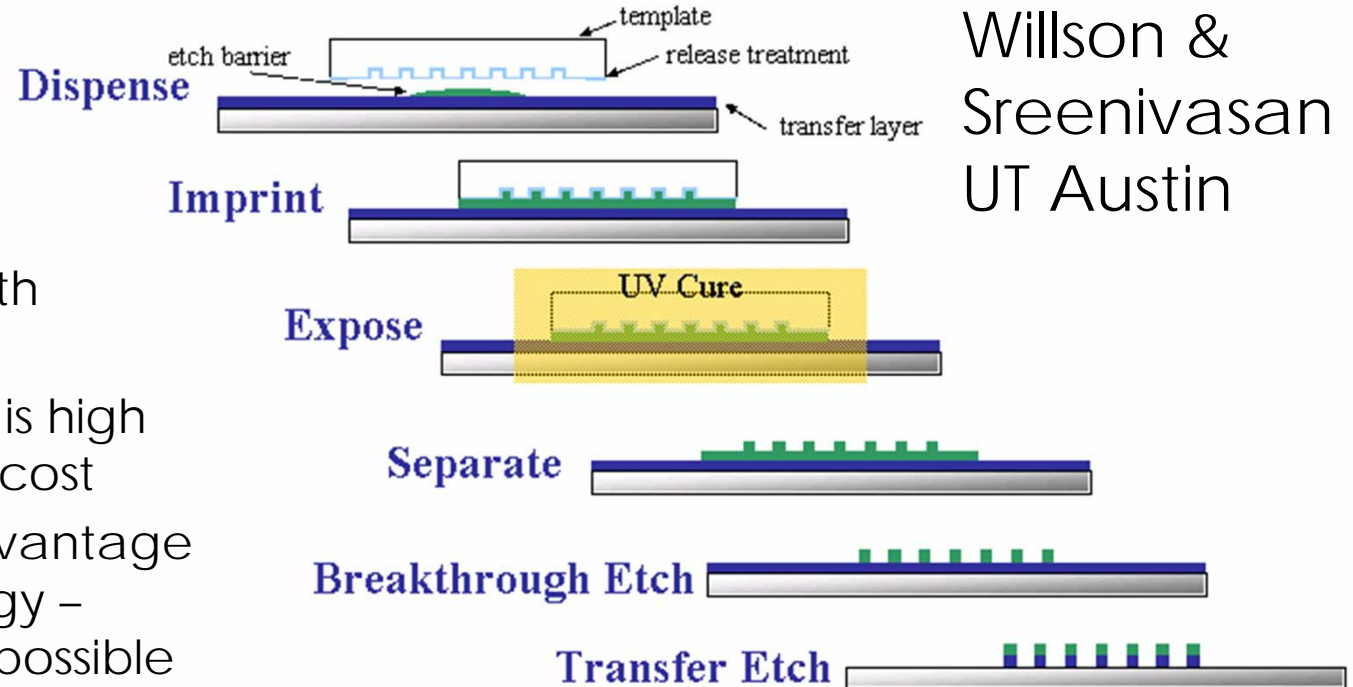 template
etch barrier
release treatment
Dispense
transfer layer
Willson &
Sreenivasan
UT Austin
Imprint
th
UV Cure
Expose
is high
cost
Separate
vantage
gy –
possible
Breakthrough Etch
Transfer Etch